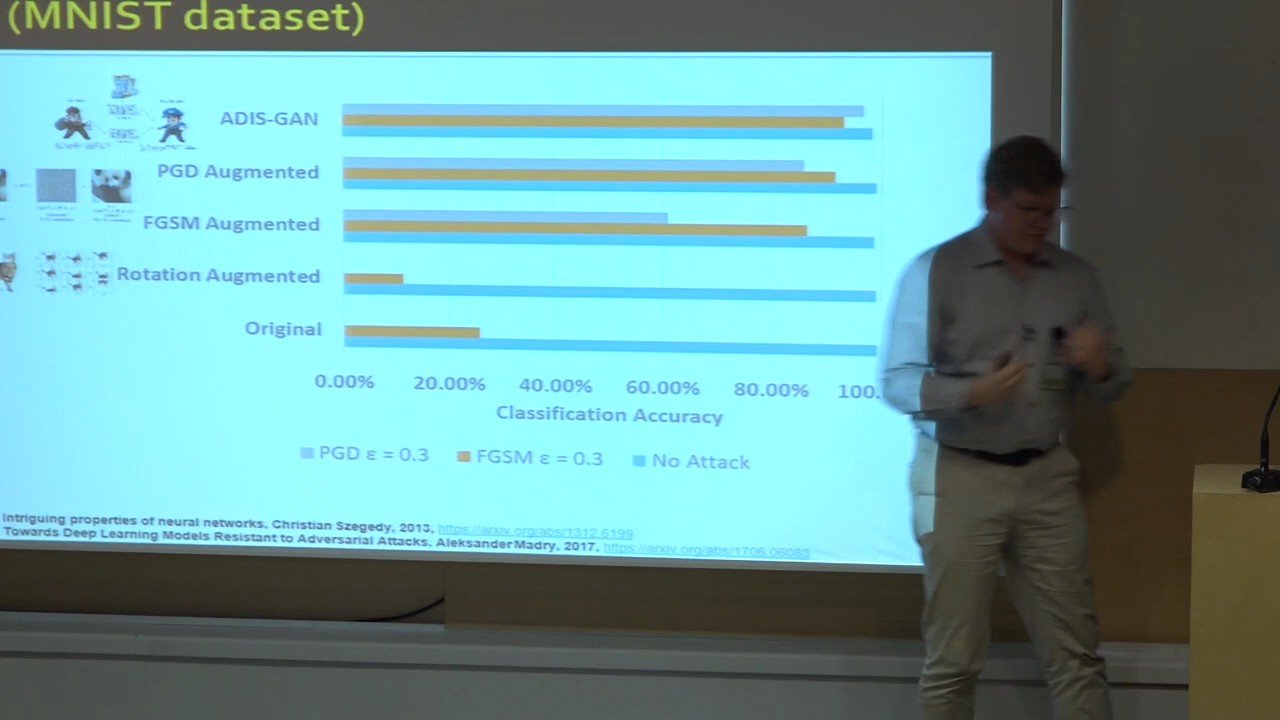 (MNIST dataset)
ADIS-GAN
PGD Augmented
FGSM Augmented
Rotation Augmented
Original
0.00% 20.00% 40.00% 60.00% 80.00% 100.
Classification Accuracy
PGD ε = 0.3 FGSM ε = 0.3 No Attack
Intriguing properties of neural networks, Christian Szegedy, 2013, https://arxiv.org/abs/1312.6199
Towards Deep Learning Models Resistant to Adversarial Attacks, Aleksander Madry, 2017, https://arxiv.org/abs/1706.06083